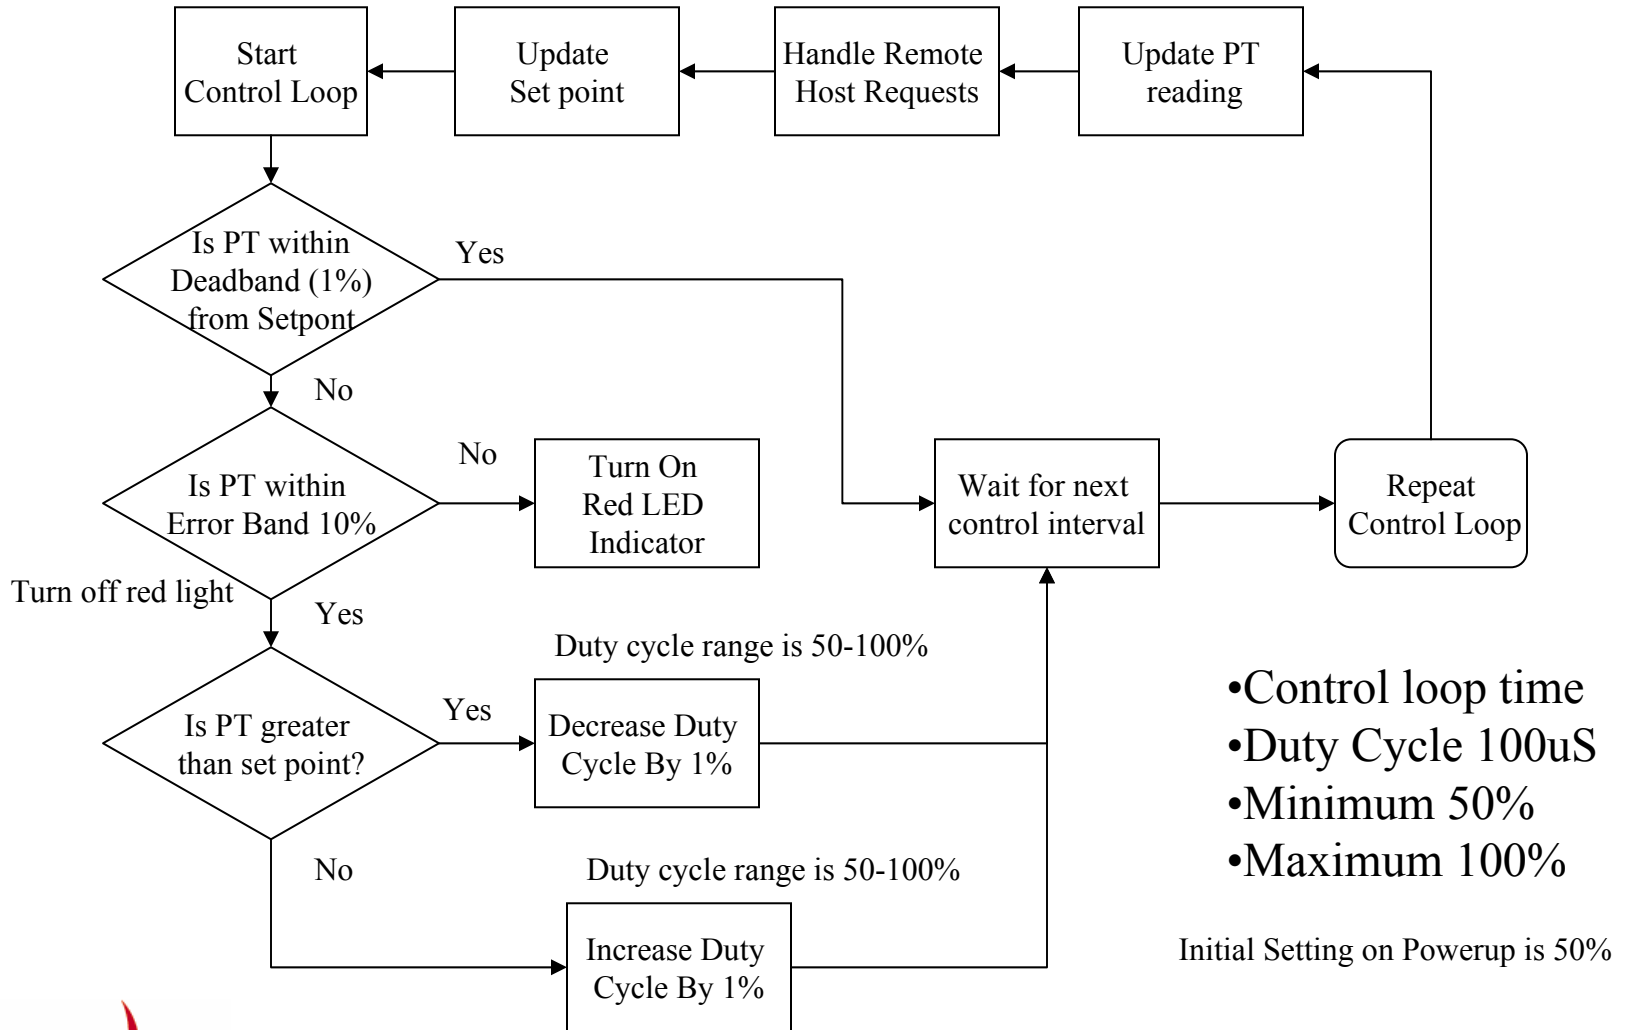 Start
Control Loop
Update
Set point
Handle Remote
Host Requests
Update PT
reading
Is PT within
Deadband (1%)
from Setpont
Yes
No
Is PT within
Error Band 10%
No
Turn On
Red LED
Indicator
Wait for next
control interval
Repeat
Control Loop
Turn off red light
Yes
Duty cycle range is 50-100%
Is PT greater
than set point?
Yes
Decrease Duty
Cycle By 1%
•Control loop time
•Duty Cycle 100uS
•Minimum 50%
•Maximum 100%
No
Duty cycle range is 50-100%
Increase Duty
Cycle By 1%
Initial Setting on Powerup is 50%